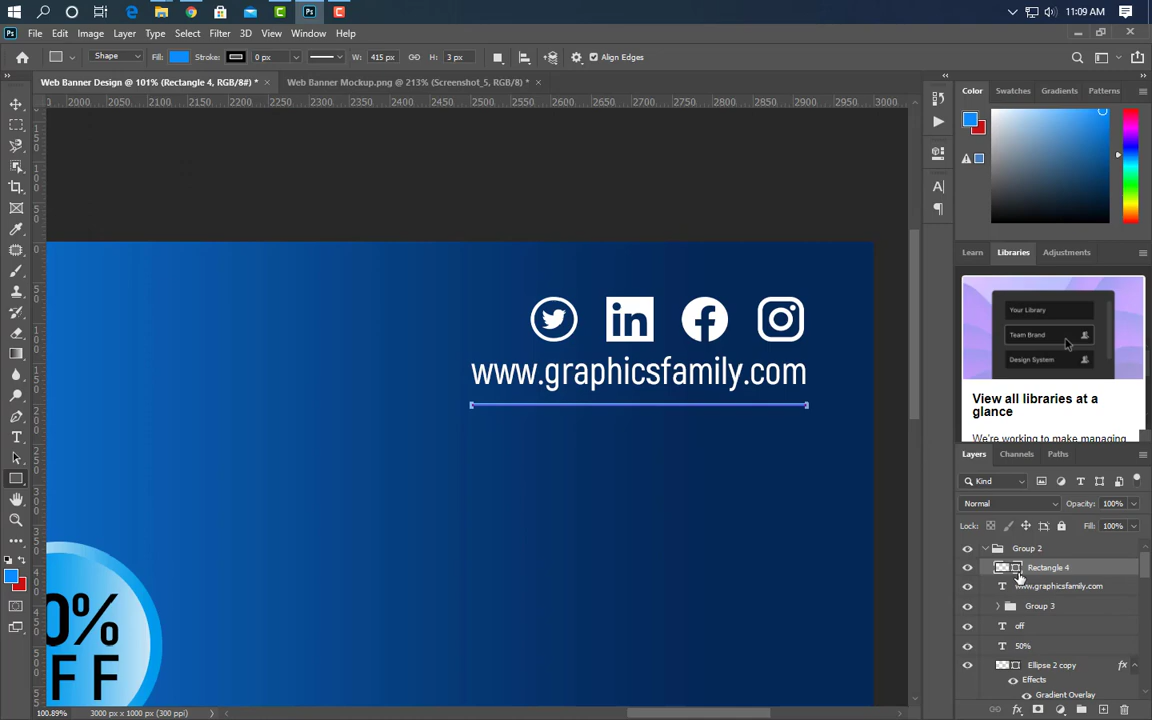 11:09 AM
Ps File Edit Image Layer Type Select Filter 3D View Window Help
Shape Fill: Stroke: 0 px W: 415 px H: 3 px Align Edges
Web Banner Design @ 101% (Rectangle 4, RGB/8#) * × Web Banner Mockup.png @ 213% (Screenshot_5, RGB/8) * ×
2000 2050 2100 2150 2200 2250 2300 2350 2400 2450 2500 2550 2600 2650 2700 2750 2800 2850 2900 2950 3000
Color Swatches Gradients Patterns
Learn Libraries Adjustments
Your Library
Team Brand
Design System
View all libraries at a
glance
We're working to make managing
in
www.graphicsfamily.com
0%
FF
Layers Channels Paths
Kind
Normal Opacity: 100%
Lock: Fill: 100%
Group 2
Rectangle 4
www.graphicsfamily.com
Group 3
off
50%
Ellipse 2 copy fx
Effects
Gradient Overlay
100.89% 3000 px x 1000 px (300 ppi)